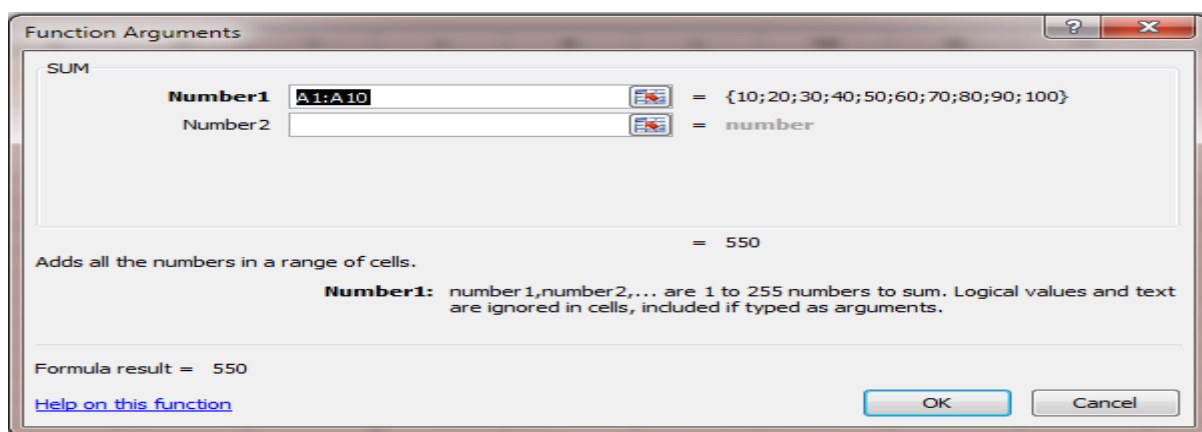 Function Arguments
?
SUM
Number1 A1:A10 = {10;20;30;40;50;60;70;80;90;100}
Number2 = number
= 550
Adds all the numbers in a range of cells.
Number1: number1,number2,... are 1 to 255 numbers to sum. Logical values and text
are ignored in cells, included if typed as arguments.
Formula result = 550
Help on this function OK Cancel